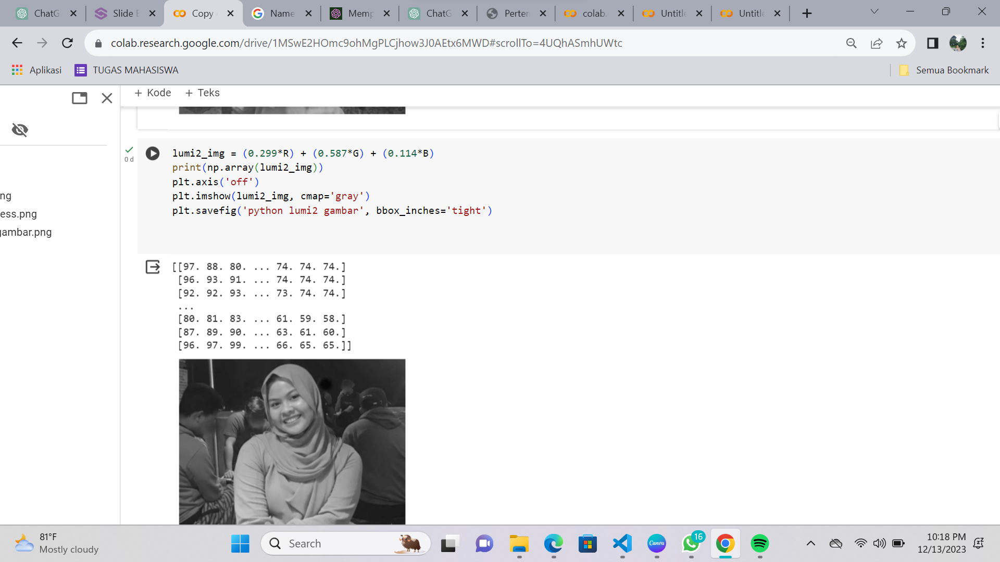 ChatG
Slide E
Copy
Name
Memp
ChatG
Perten
colab.
Untitle
Untitle
colab.research.google.com/drive/1MSwE2HOmc9ohMgPLCjhow3J0AEtx6MWD#scrollTo=4UQhASmhUWtc
Aplikasi
TUGAS MAHASISWA
Semua Bookmark
+ Kode + Teks
ng
ess.png
gambar.png
0 d
lumi2_img = (0.299*R) + (0.587*G) + (0.114*B)
print(np.array(lumi2_img))
plt.axis('off')
plt.imshow(lumi2_img, cmap='gray')
plt.savefig('python lumi2 gambar', bbox_inches='tight')
[[97. 88. 80. ... 74. 74. 74.]
[96. 93. 91. ... 74. 74. 74.]
[92. 92. 93. ... 73. 74. 74.]
...
[80. 81. 83. ... 61. 59. 58.]
[87. 89. 90. ... 63. 61. 60.]
[96. 97. 99. ... 66. 65. 65.]]
81°F
Mostly cloudy
Search
Canva
16
10:18 PM
12/13/2023